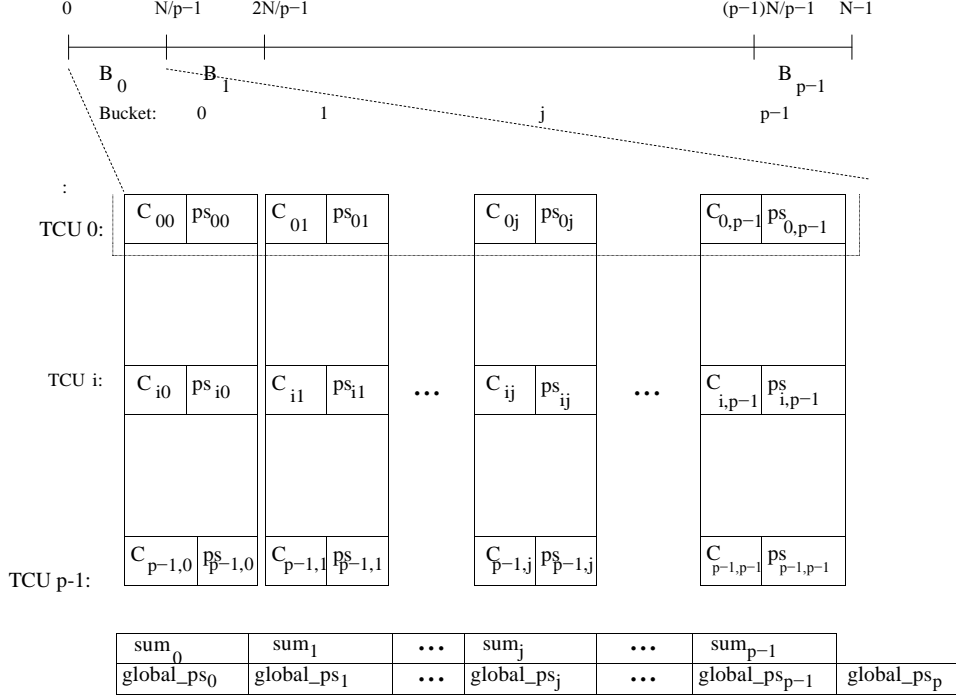 0 N/p−1 2N/p−1 (p−1)N/p−1 N−1
B0 B1 Bp−1
Bucket: 0 1 j p−1
:
TCU 0: C00 ps00 C01 ps01 C0j ps0j C0,p−1 ps0,p−1
TCU i: Ci0 psi0 Ci1 psi1 ... Cij psij ... Ci,p−1 psi,p−1
TCU p-1: Cp−1,0 psp−1,0 Cp−1,1 psp−1,1 Cp−1,j psp−1,j Cp−1,p−1 psp−1,p−1
sum0 sum1 ... sumj ... sump−1
global_ps0 global_ps1 ... global_psj ... global_psp−1 global_psp